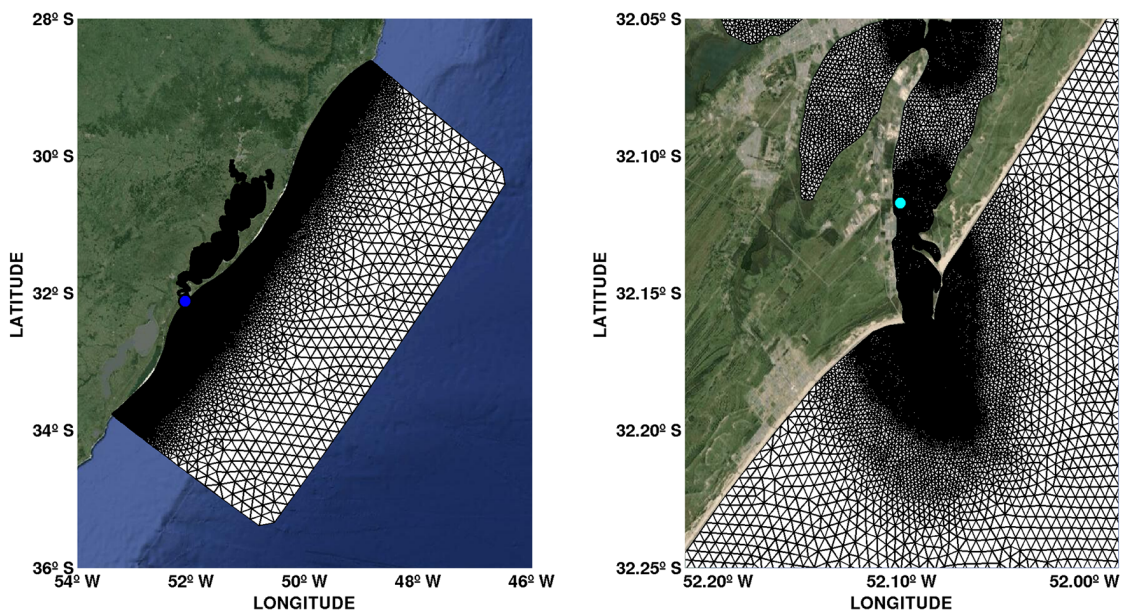 28º S
30º S
32º S
34º S
36º S
LATITUDE
54º W
52º W
50º W
48º W
46º W
LONGITUDE
32.05º S
32.10º S
32.15º S
32.20º S
32.25º S
LATITUDE
52.20º W
52.10º W
52.00º W
LONGITUDE